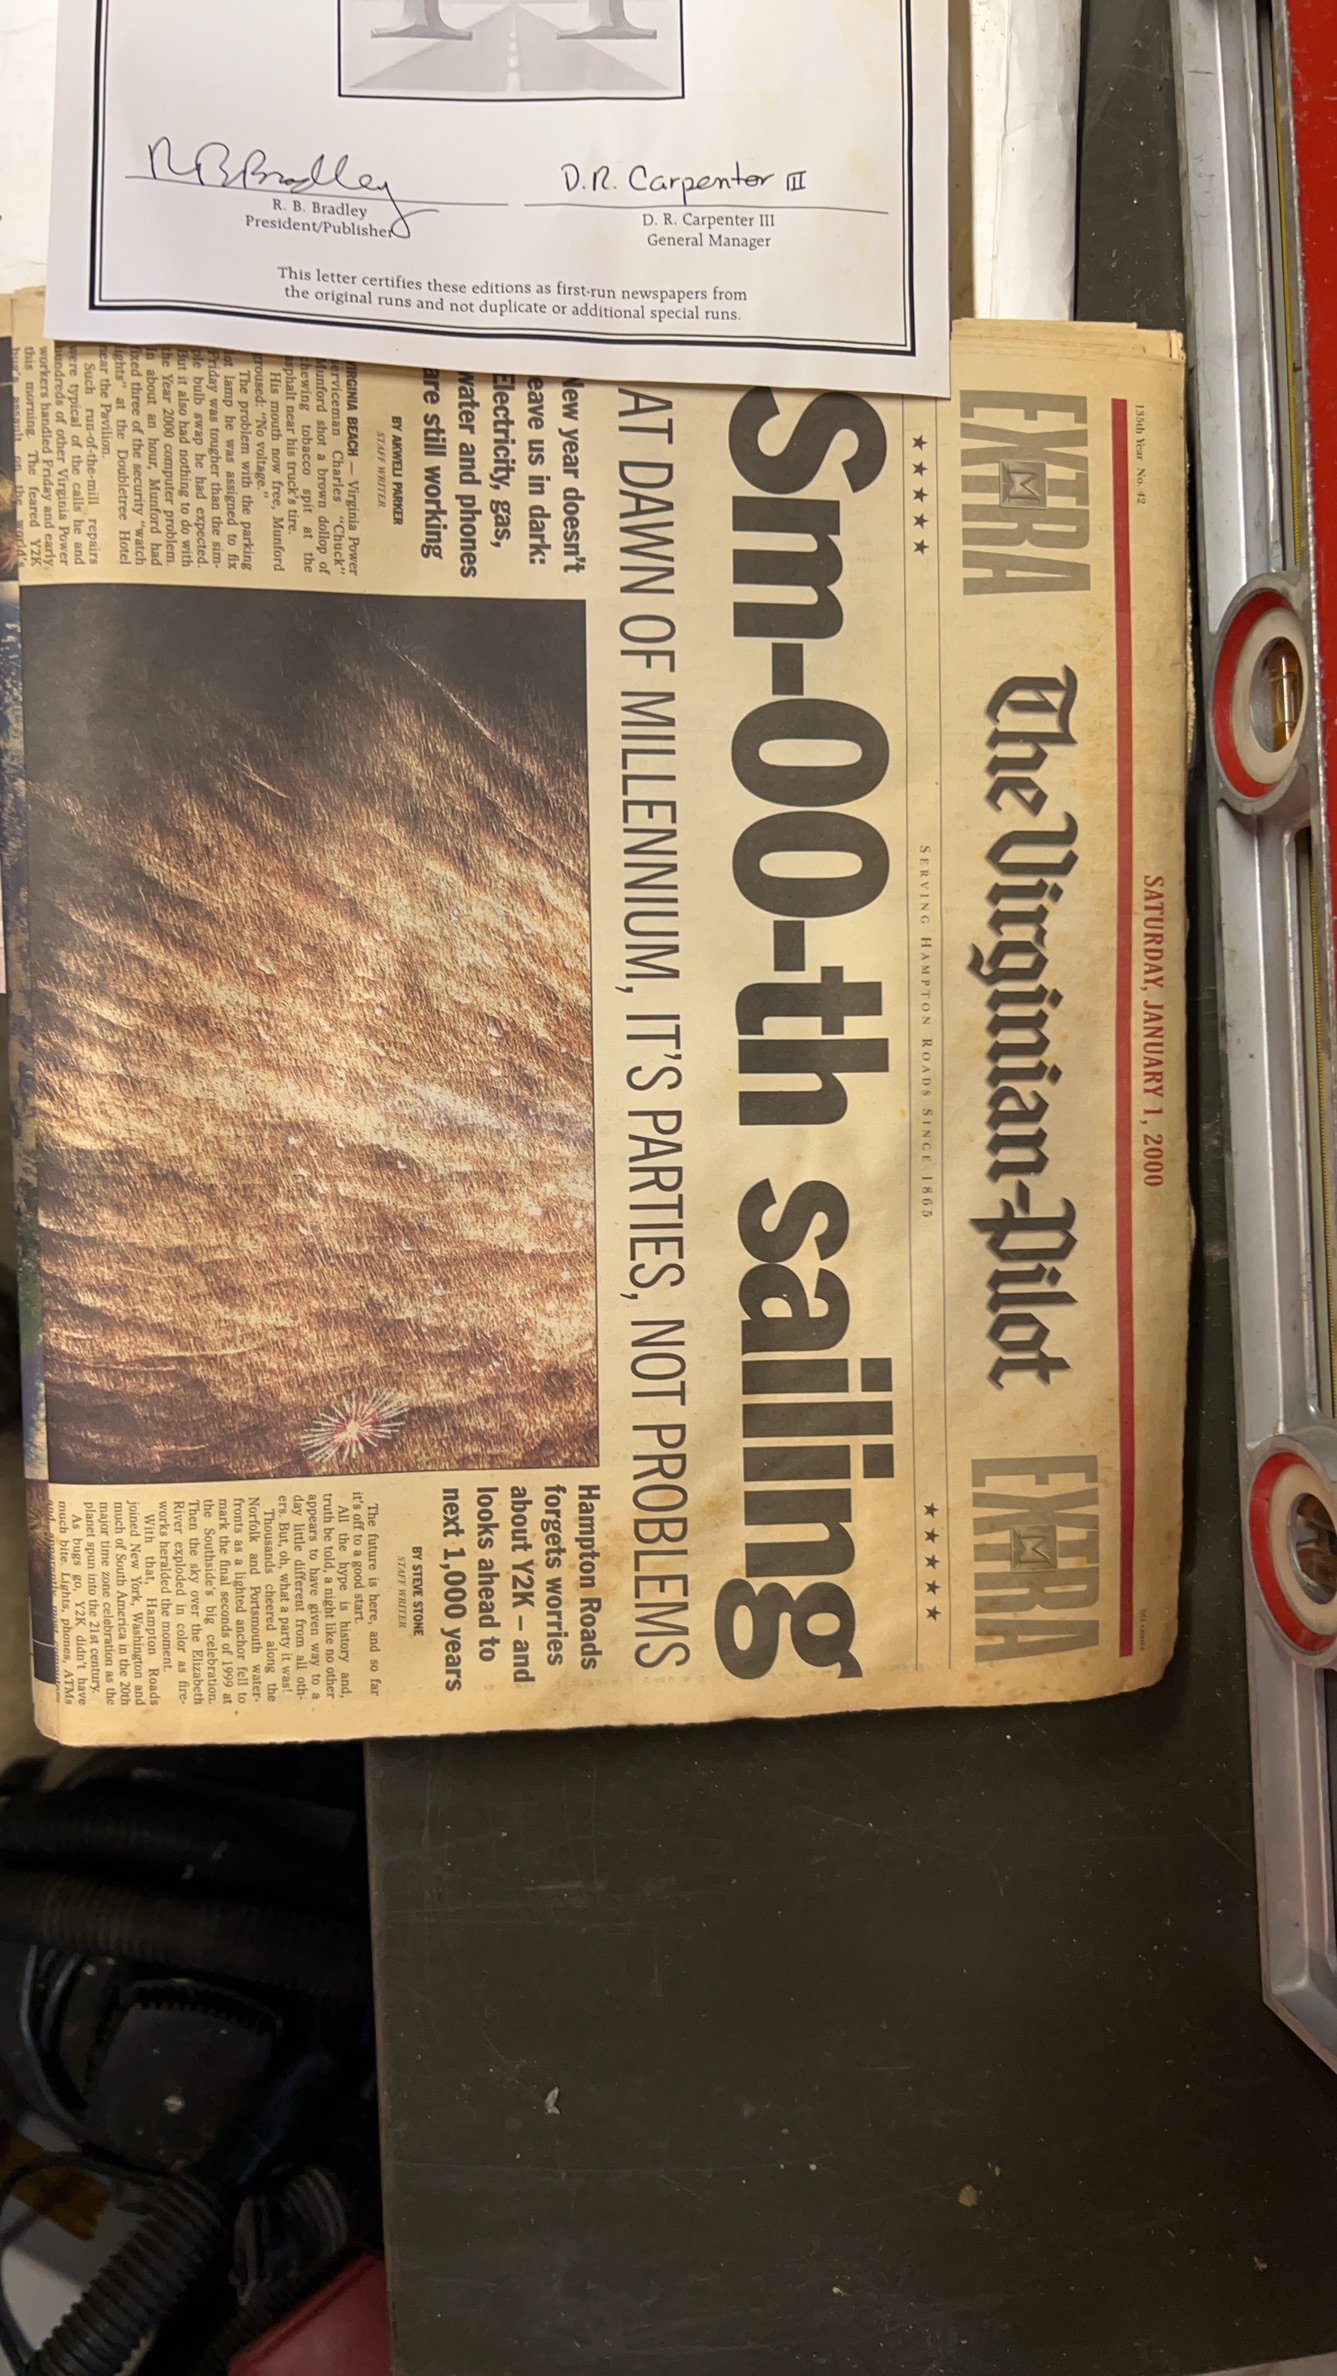 R B Bradley
R. B. Bradley
President/Publisher
D.R. Carpenter III
D. R. Carpenter III
General Manager
This letter certifies these editions as first-run newspapers from
the original runs and not duplicate or additional special runs.
SATURDAY, JANUARY 1, 2000
135th Year No. 42
EXTRA
The Virginian-Pilot
EXTRA
SERVING HAMPTON ROADS SINCE 1865
Sm-00-th sailing
AT DAWN OF MILLENNIUM, IT'S PARTIES, NOT PROBLEMS
New year doesn't
leave us in dark:
Electricity, gas,
water and phones
are still working
BY AKWELI PARKER
STAFF WRITER
VIRGINIA BEACH — Virginia Power
serviceman Charles "Chuck"
Munford shot a brown dollop of
chewing tobacco spit at the
asphalt near his truck's tire.
His mouth now free, Munford
groused: "No voltage."
The problem with the parking
lot lamp he was assigned to fix
Friday was tougher than the sim-
ple bulb swap he had expected.
But it also had nothing to do with
the Year 2000 computer problem.
In about an hour, Munford had
fixed three of the security "watch
lights" at the Doubletree Hotel
near the Pavilion.
Such run-of-the-mill repairs
were typical of the calls he and
hundreds of other Virginia Power
workers handled Friday and early
this morning. The feared Y2K
bug's assault on the world's
Hampton Roads
forgets worries
about Y2K – and
looks ahead to
next 1,000 years
BY STEVE STONE
STAFF WRITER
The future is here, and so far
it's off to a good start.
All the hype is history and,
truth be told, a night like no other
appears to have given way to a
day little different from all oth-
ers. But, oh, what a party it was!
Thousands cheered along the
Norfolk and Portsmouth water-
fronts as a lighted anchor fell to
mark the final seconds of 1999 at
the Southside's big celebration.
Then the sky over the Elizabeth
River exploded in color as fire-
works heralded the moment.
With that, Hampton Roads
joined New York, Washington and
much of South America in the 20th
major time zone celebration as the
planet spun into the 21st century.
As bugs go, Y2K didn't have
much bite. Lights, phones, ATMs